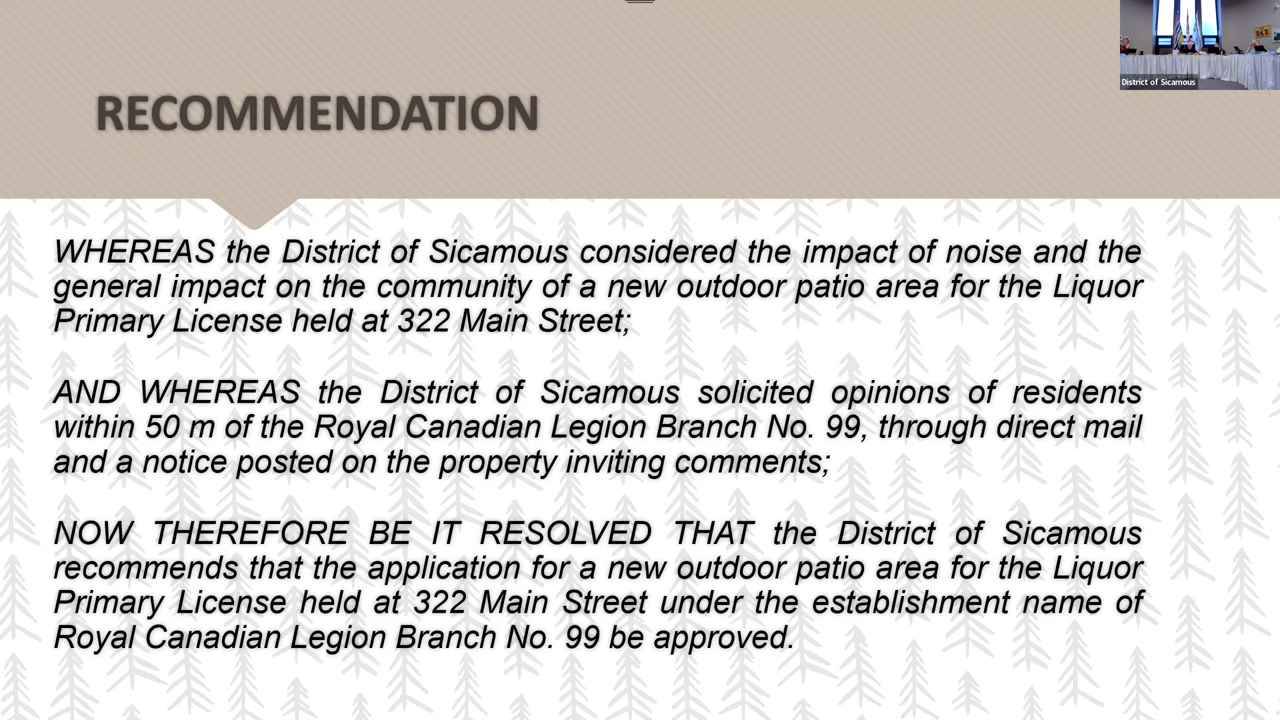 District of Sicamous
RECOMMENDATION
WHEREAS the District of Sicamous considered the impact of noise and the
general impact on the community of a new outdoor patio area for the Liquor
Primary License held at 322 Main Street;
AND WHEREAS the District of Sicamous solicited opinions of residents
within 50 m of the Royal Canadian Legion Branch No. 99, through direct mail
and a notice posted on the property inviting comments;
NOW THEREFORE BE IT RESOLVED THAT the District of Sicamous
recommends that the application for a new outdoor patio area for the Liquor
Primary License held at 322 Main Street under the establishment name of
Royal Canadian Legion Branch No. 99 be approved.